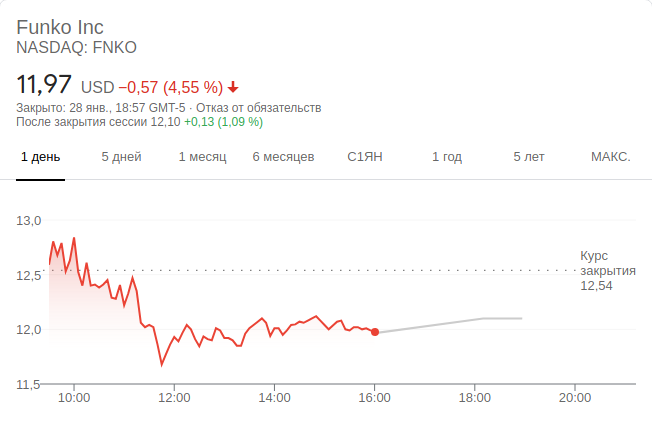 Funko Inc
NASDAQ: FNKO
11,97 USD −0,57 (4,55 %)
Закрыто: 28 янв., 18:57 GMT-5 · Отказ от обязательств
После закрытия сессии 12,10 +0,13 (1,09 %)
1 день 5 дней 1 месяц 6 месяцев С1ЯН 1 год 5 лет МАКС.
13,0
Курс
закрытия
12,54
12,5
12,0
11,5
10:00 12:00 14:00 16:00 18:00 20:00